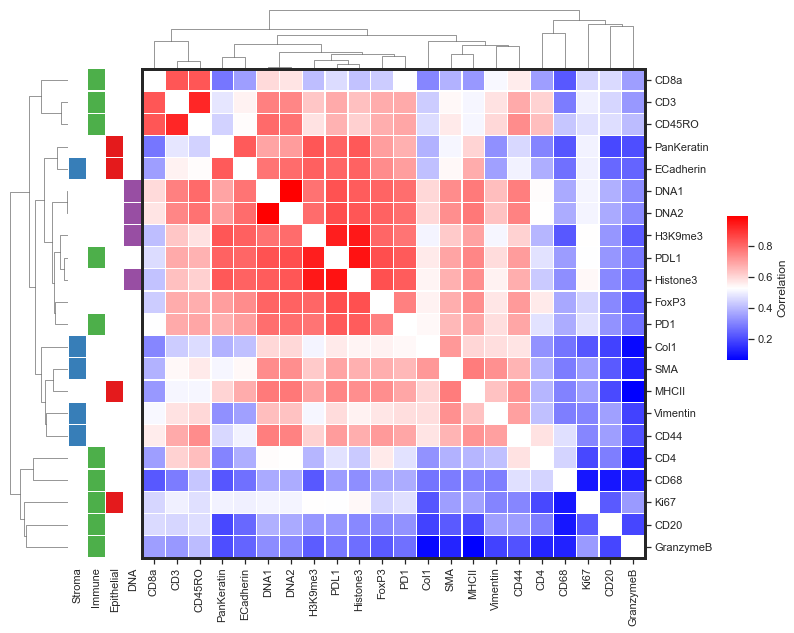 CD8a
CD3
CD45RO
PanKeratin
ECadherin
DNA1
DNA2
H3K9me3
PDL1
Histone3
FoxP3
PD1
Col1
SMA
MHCII
Vimentin
CD44
CD4
CD68
Ki67
CD20
GranzymeB
0.8
0.6
0.4
0.2
Correlation
Stroma
Immune
Epithelial
DNA
CD8a
CD3
CD45RO
PanKeratin
ECadherin
DNA1
DNA2
H3K9me3
PDL1
Histone3
FoxP3
PD1
Col1
SMA
MHCII
Vimentin
CD44
CD4
CD68
Ki67
CD20
GranzymeB